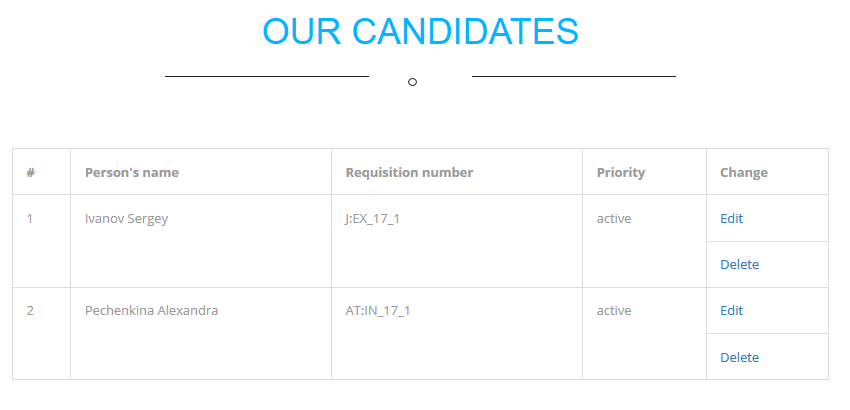 OUR CANDIDATES
# Person's name Requisition number Priority Change
1 Ivanov Sergey J:EX_17_1 active Edit
Delete
2 Pechenkina Alexandra AT:IN_17_1 active Edit
Delete